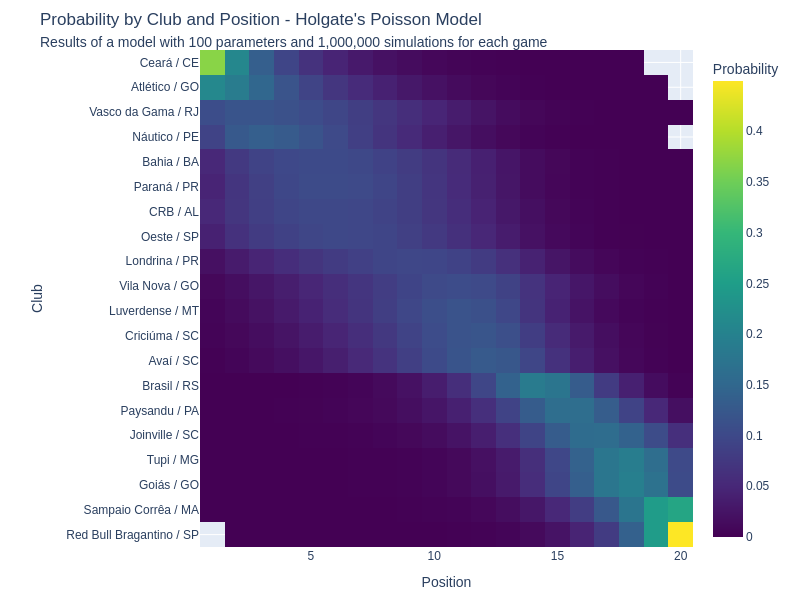 Probability by Club and Position - Holgate's Poisson Model
Results of a model with 100 parameters and 1,000,000 simulations for each game
Probability
Club
Ceará / CE
Atlético / GO
Vasco da Gama / RJ
Náutico / PE
Bahia / BA
Paraná / PR
CRB / AL
Oeste / SP
Londrina / PR
Vila Nova / GO
Luverdense / MT
Criciúma / SC
Avaí / SC
Brasil / RS
Paysandu / PA
Joinville / SC
Tupi / MG
Goiás / GO
Sampaio Corrêa / MA
Red Bull Bragantino / SP
5 10 15 20
Position
0.4
0.35
0.3
0.25
0.2
0.15
0.1
0.05
0